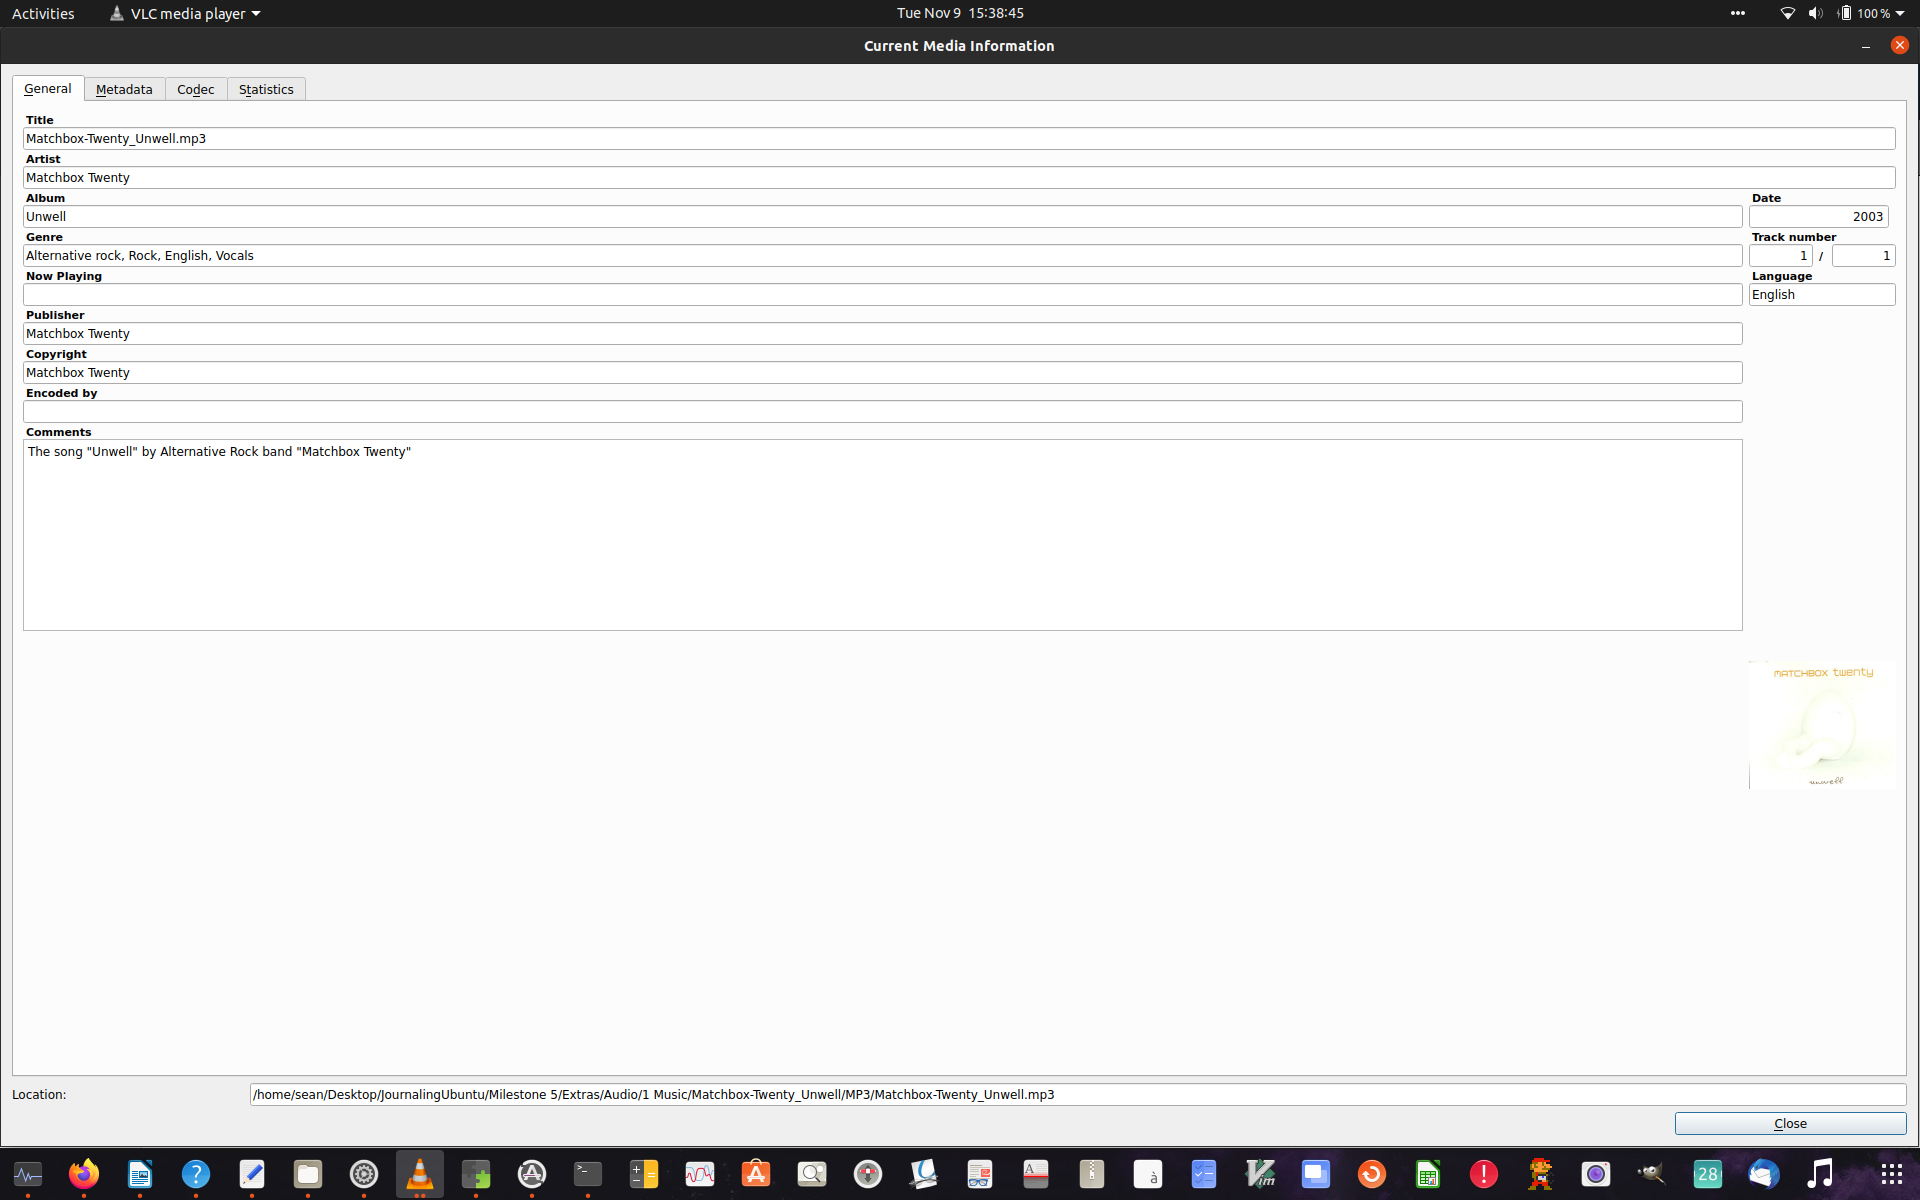 Activities VLC media player Tue Nov 9 15:38:45 100 %
Current Media Information
General Metadata Codec Statistics
Title
Matchbox-Twenty_Unwell.mp3
Artist
Matchbox Twenty
Album Date
Unwell 2003
Genre Track number
Alternative rock, Rock, English, Vocals 1 / 1
Now Playing Language
English
Publisher
Matchbox Twenty
Copyright
Matchbox Twenty
Encoded by
Comments
The song "Unwell" by Alternative Rock band "Matchbox Twenty"
MATCHBOX twenty
unwell
Location: /home/sean/Desktop/JournalingUbuntu/Milestone 5/Extras/Audio/1 Music/Matchbox-Twenty_Unwell/MP3/Matchbox-Twenty_Unwell.mp3
Close
? >_ A à Vim ! 28